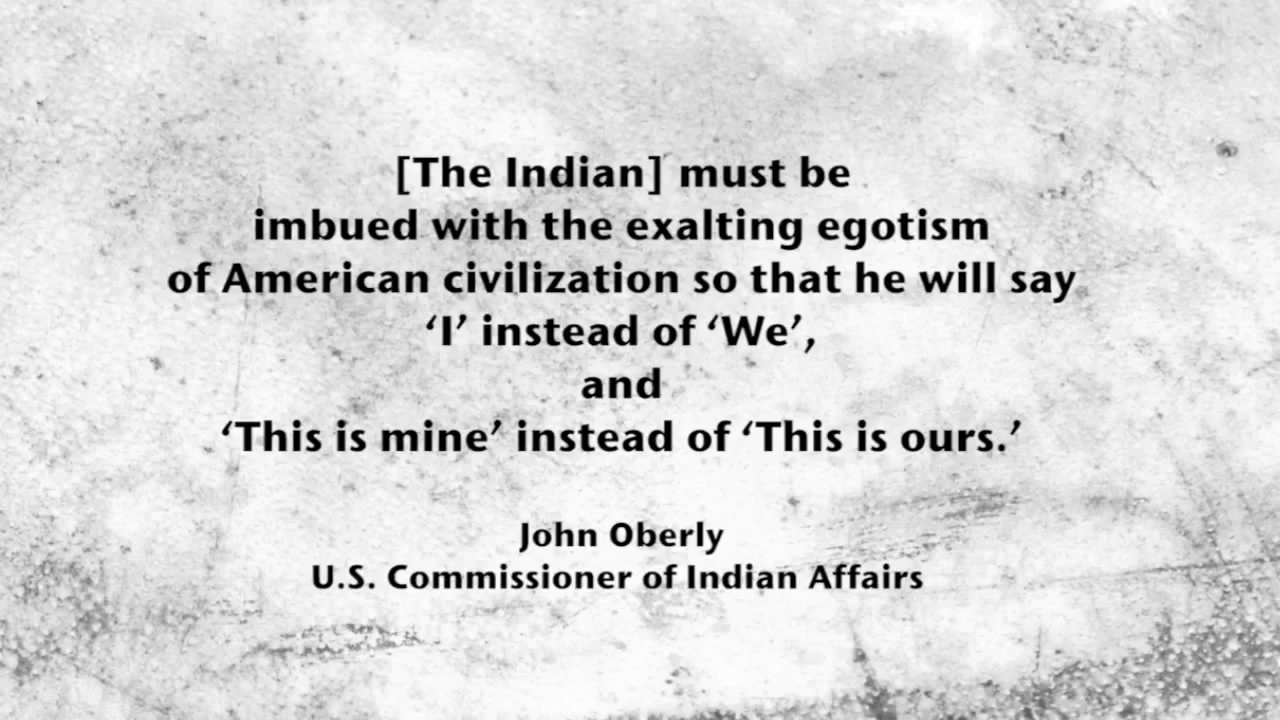 [The Indian] must be
imbued with the exalting egotism
of American civilization so that he will say
‘I’ instead of ‘We’,
and
‘This is mine’ instead of ‘This is ours.’
John Oberly
U.S. Commissioner of Indian Affairs